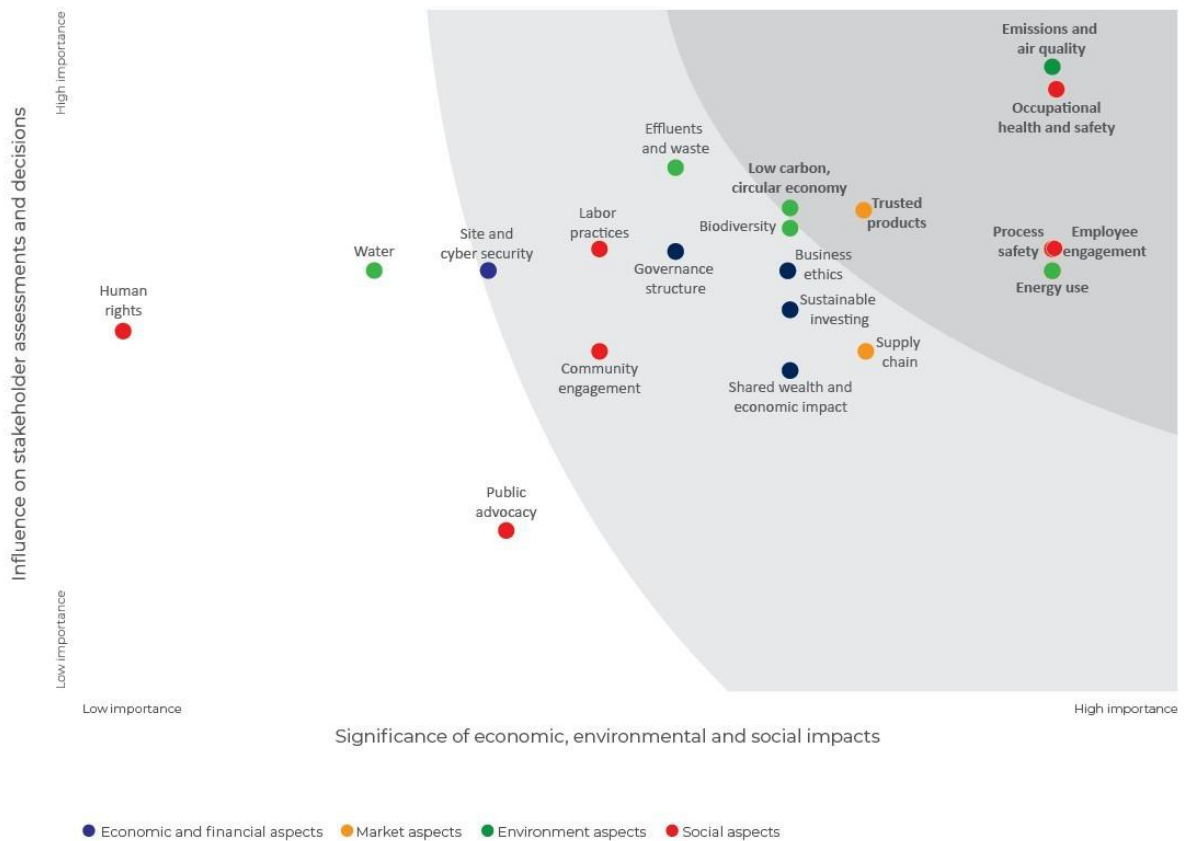 High importance
Influence on stakeholder assessments and decisions
Low importance
Emissions and
air quality
Occupational
health and safety
Effluents
and waste
Low carbon,
circular economy
Trusted
products
Biodiversity
Labor
practices
Site and
cyber security
Water
Governance
structure
Business
ethics
Process
safety
Employee
engagement
Energy use
Human
rights
Sustainable
investing
Community
engagement
Supply
chain
Shared wealth and
economic impact
Public
advocacy
Low importance
High importance
Significance of economic, environmental and social impacts
Economic and financial aspects
Market aspects
Environment aspects
Social aspects